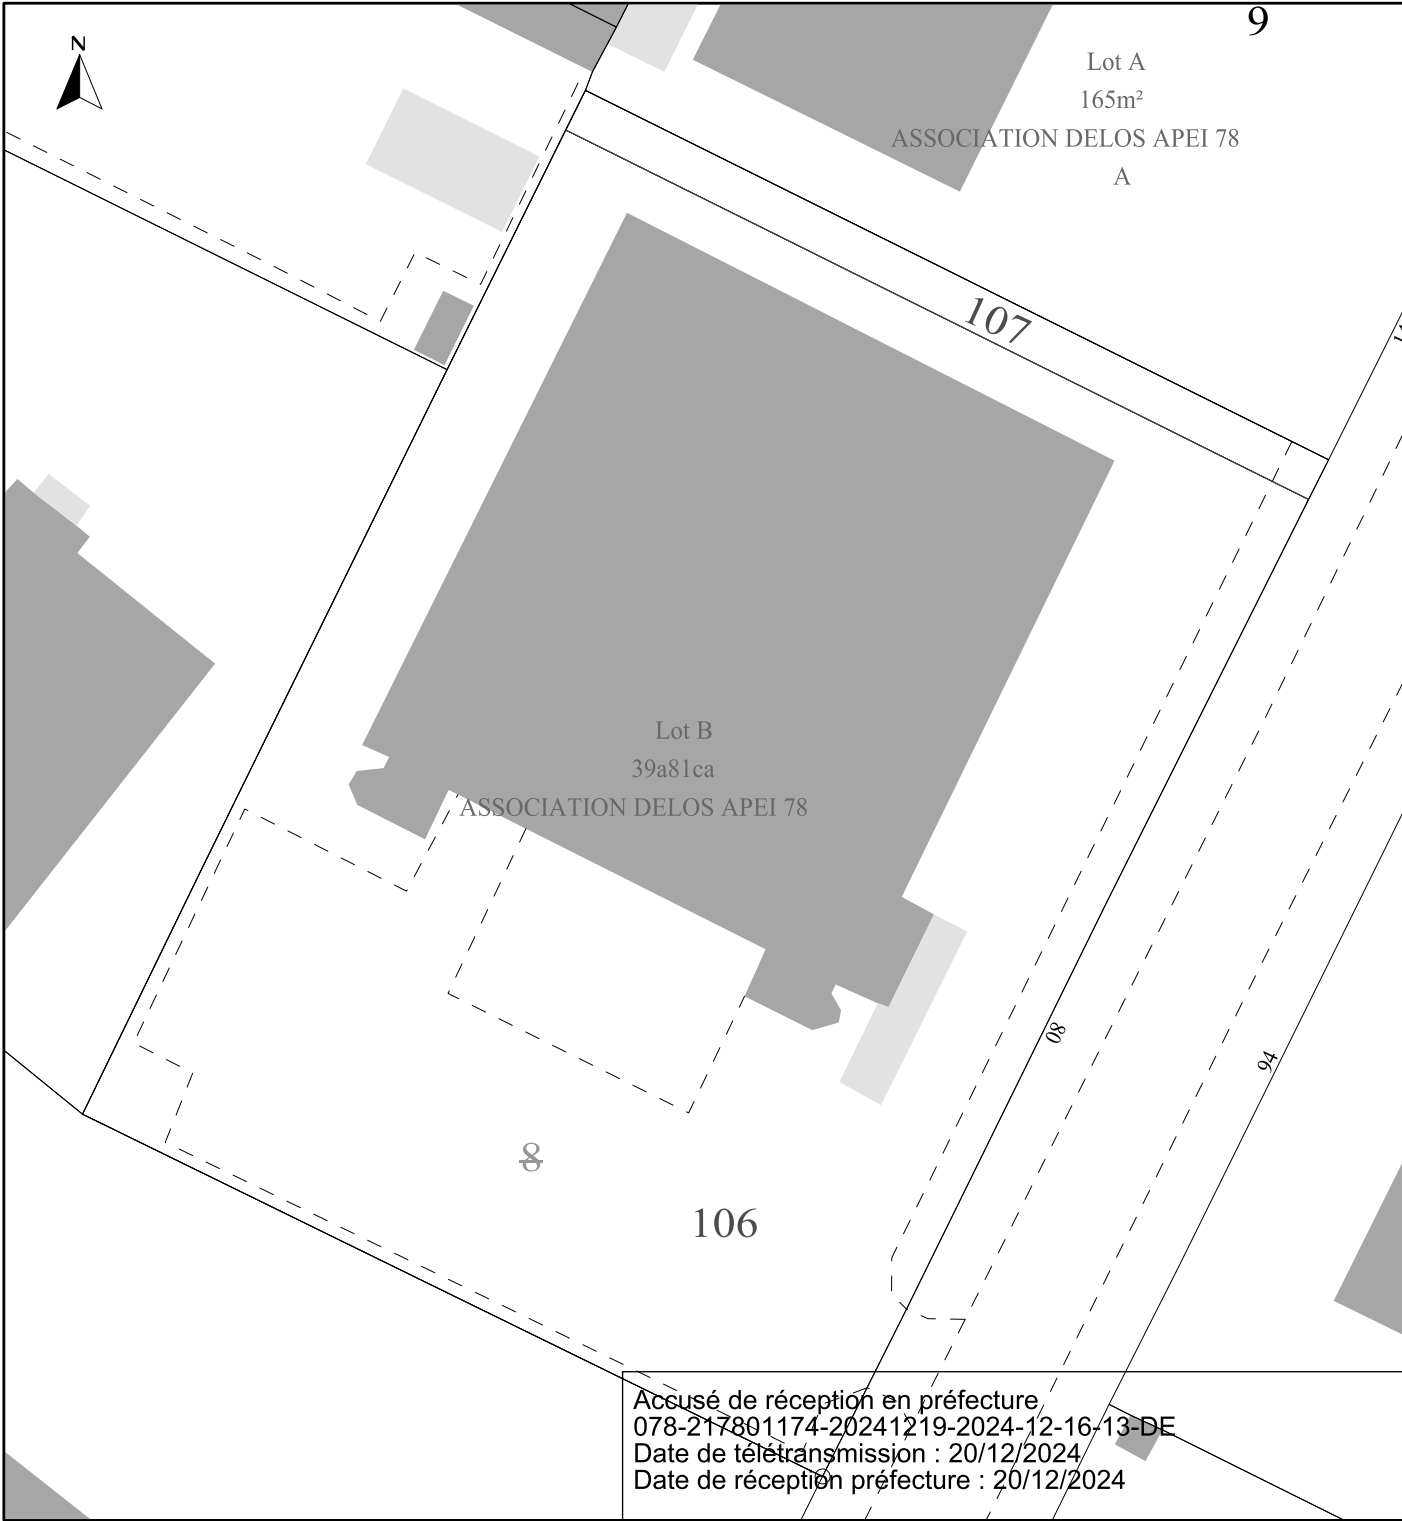 N
9
Lot A
165m²
ASSOCIATION DELOS APEI 78
A
107
Lot B
39a81ca
ASSOCIATION DELOS APEI 78
80
94
8
106
Accusé de réception en préfecture
078-217801174-20241219-2024-12-16-13-DE
Date de télétransmission : 20/12/2024
Date de réception préfecture : 20/12/2024